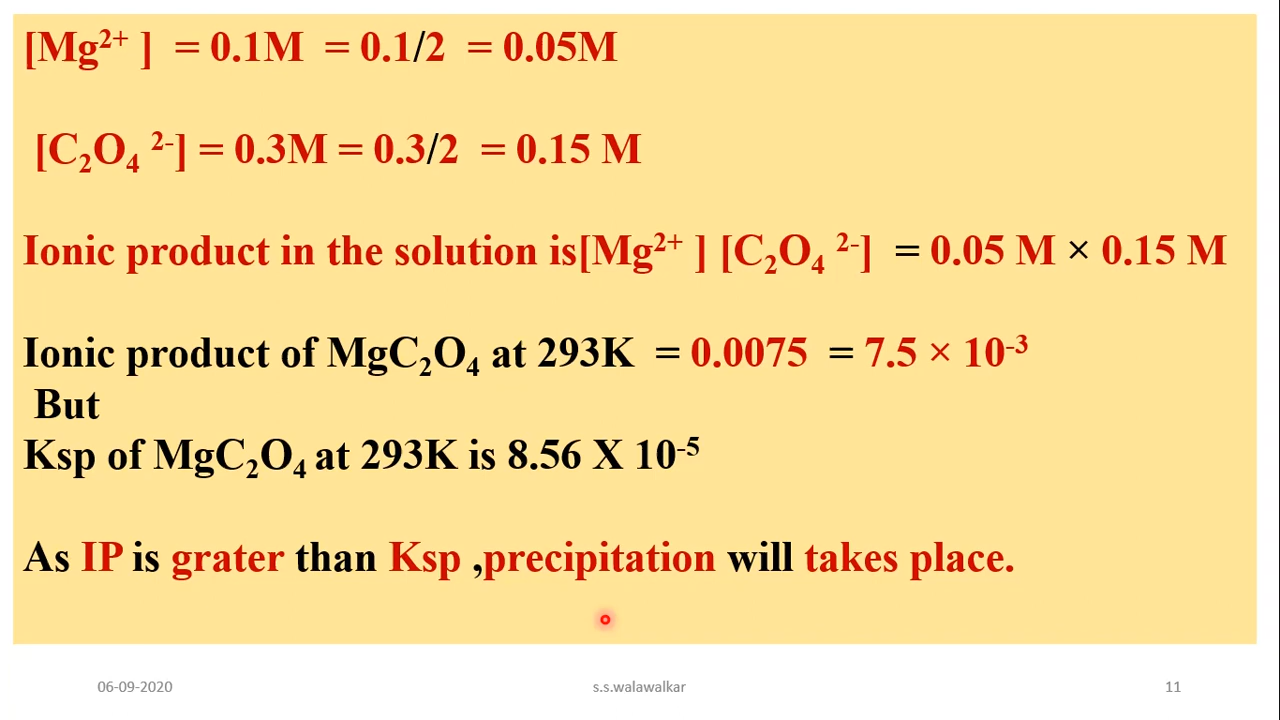 [Mg²⁺ ] = 0.1M = 0.1/2 = 0.05M
[C₂O₄ ²⁻] = 0.3M = 0.3/2 = 0.15 M
Ionic product in the solution is[Mg²⁺ ] [C₂O₄ ²⁻] = 0.05 M × 0.15 M
Ionic product of MgC₂O₄ at 293K = 0.0075 = 7.5 × 10⁻³
But
Ksp of MgC₂O₄ at 293K is 8.56 X 10⁻⁵
As IP is grater than Ksp ,precipitation will takes place.
06-09-2020 s.s.walawalkar 11